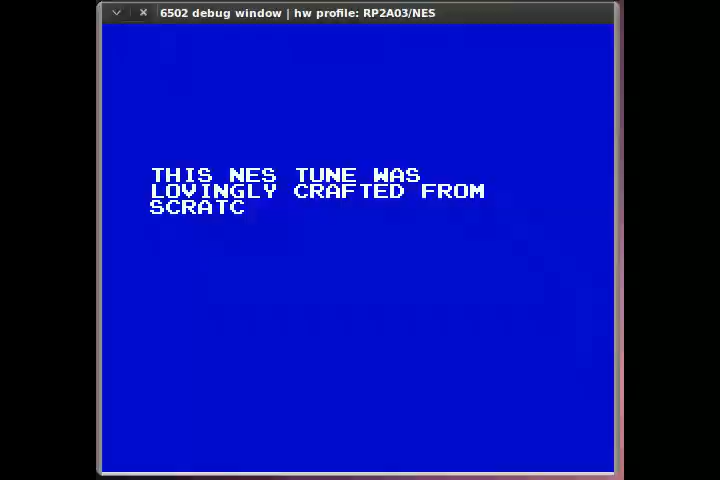 6502 debug window | hw profile: RP2A03/NES
THIS NES TUNE WAS
LOVINGLY CRAFTED FROM
SCRATC